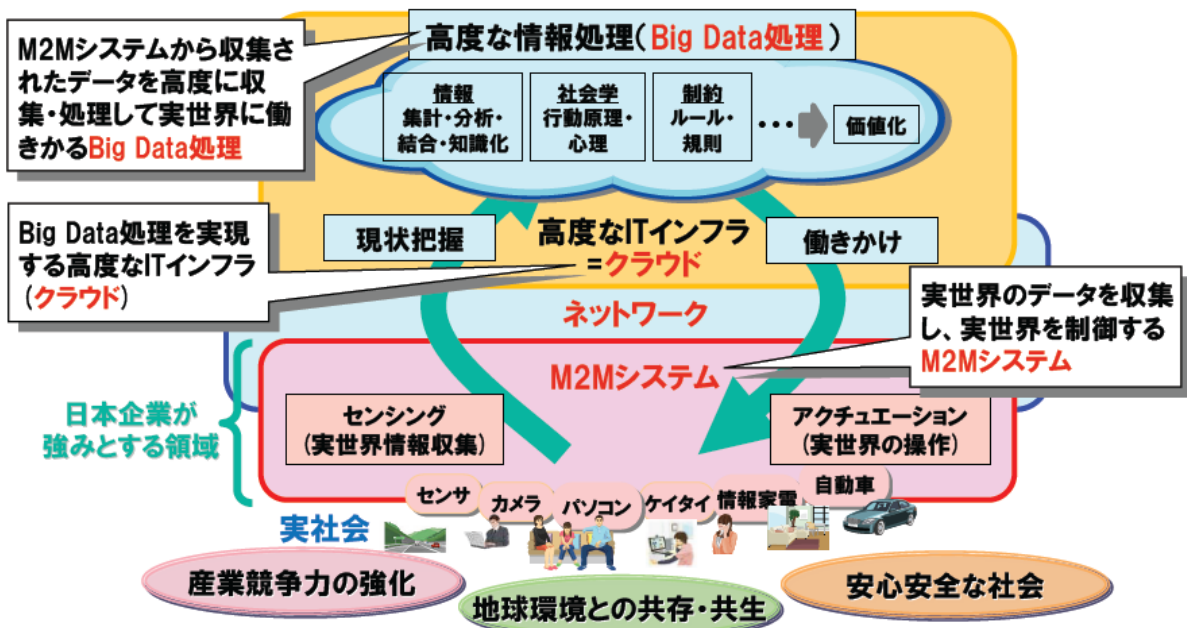 高度な情報処理(Big Data処理)
M2Mシステムから収集さ
れたデータを高度に収
集・処理して実世界に働
きかるBig Data処理
情報
集計・分析・
結合・知識化
社会学
行動原理・
心理
制約
ルール・
規則
・・・
価値化
Big Data処理を実現
する高度なITインフラ
(クラウド)
現状把握
高度なITインフラ
=クラウド
働きかけ
ネットワーク
実世界のデータを収集
し、実世界を制御する
M2Mシステム
M2Mシステム
日本企業が
強みとする領域
センシング
(実世界情報収集)
アクチュエーション
(実世界の操作)
センサ
カメラ
パソコン
ケイタイ
情報家電
自動車
実社会
産業競争力の強化
地球環境との共存・共生
安心安全な社会